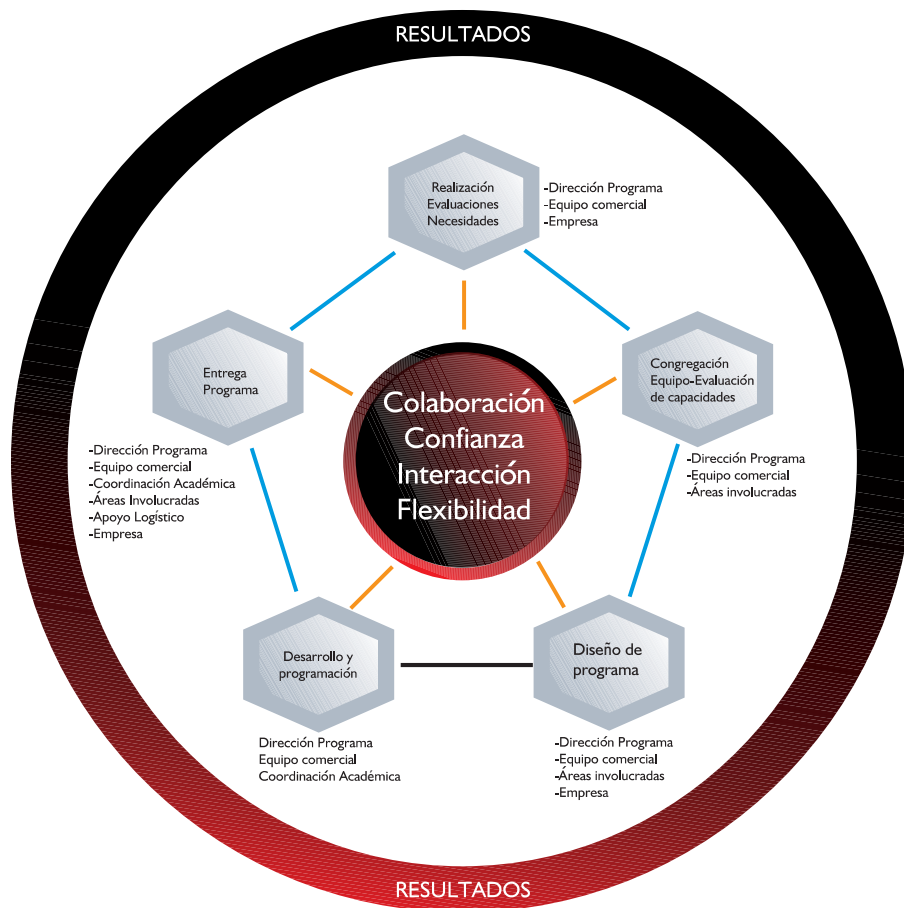 RESULTADOS
Realización
Evaluaciones
Necesidades
-Dirección Programa
-Equipo comercial
-Empresa
Congregación
Equipo-Evaluación
de capacidades
-Dirección Programa
-Equipo comercial
-Áreas involucradas
Diseño de
programa
-Dirección Programa
-Equipo comercial
-Áreas involucradas
-Empresa
Desarrollo y
programación
Dirección Programa
Equipo comercial
Coordinación Académica
Entrega
Programa
-Dirección Programa
-Equipo comercial
-Coordinación Académica
-Áreas Involucradas
-Apoyo Logístico
-Empresa
Colaboración
Confianza
Interacción
Flexibilidad
RESULTADOS